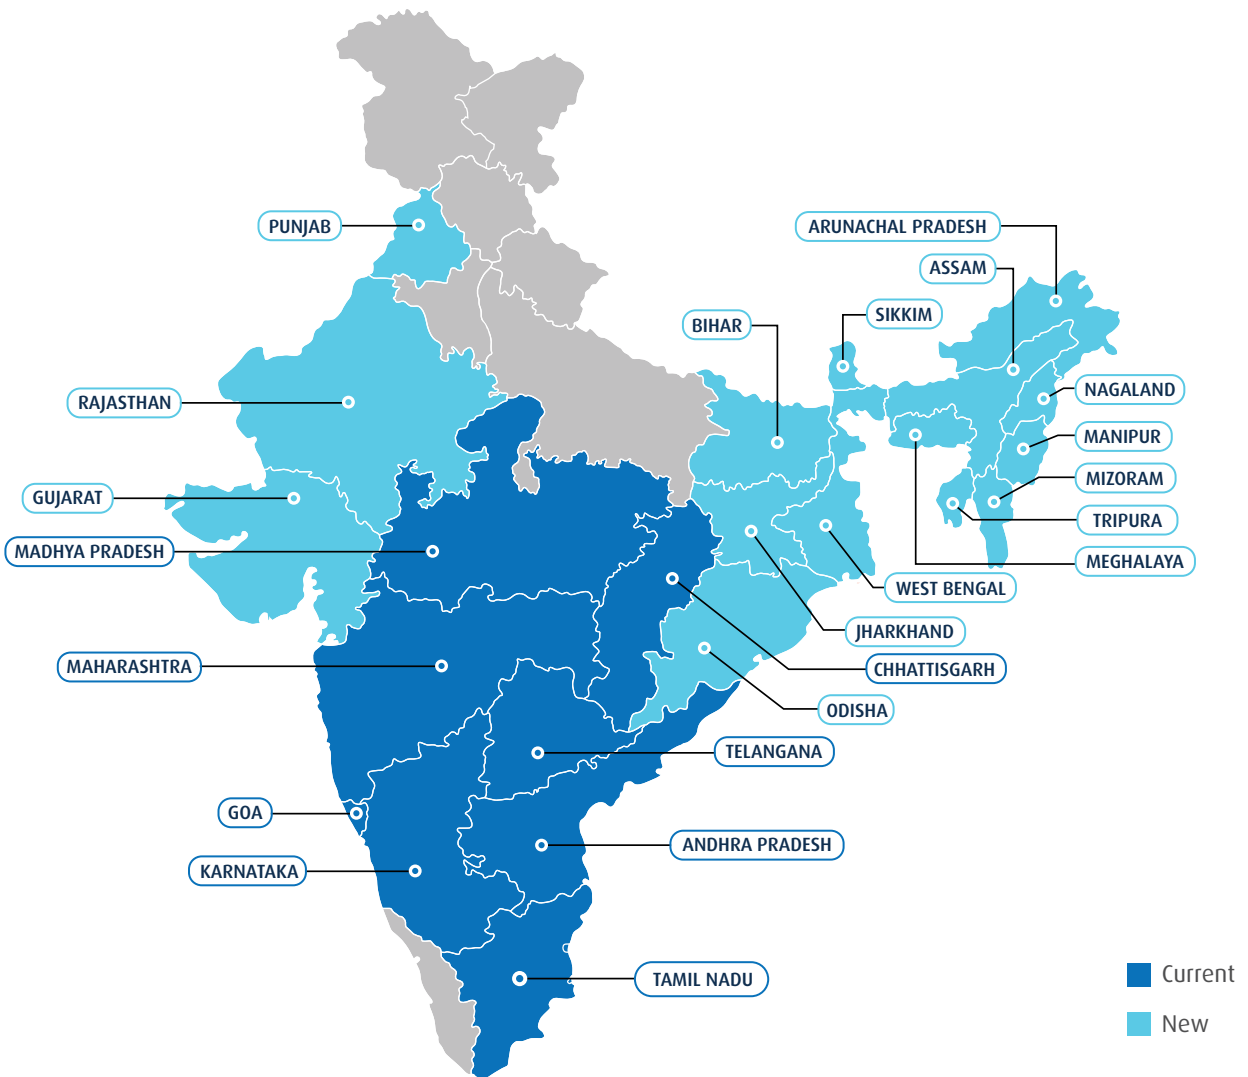 PUNJAB
ARUNACHAL PRADESH
ASSAM
SIKKIM
BIHAR
RAJASTHAN
NAGALAND
MANIPUR
MIZORAM
GUJARAT
TRIPURA
MADHYA PRADESH
MEGHALAYA
WEST BENGAL
JHARKHAND
MAHARASHTRA
CHHATTISGARH
ODISHA
TELANGANA
GOA
ANDHRA PRADESH
KARNATAKA
TAMIL NADU
Current
New